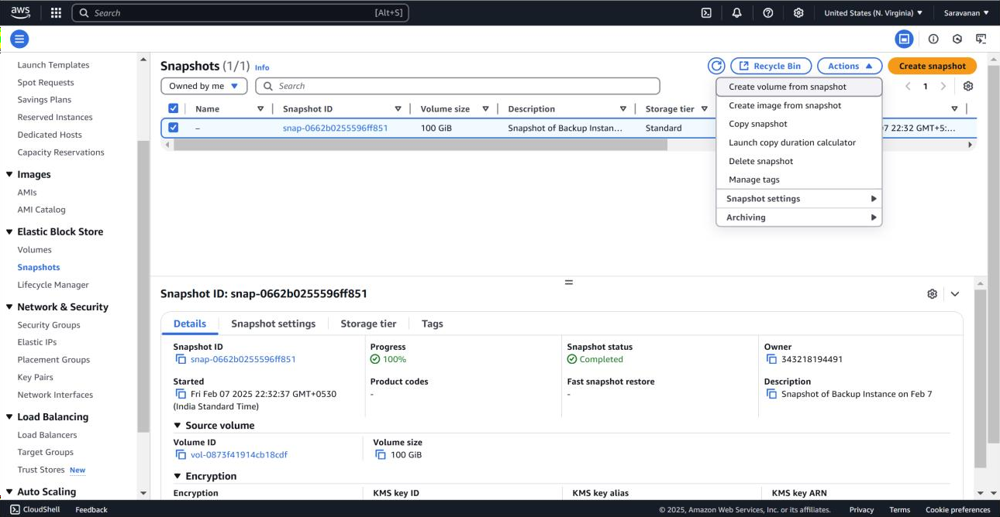 aws
Search [Alt+S]
United States (N. Virginia) ▼
Saravanan ▼
Launch Templates
Spot Requests
Savings Plans
Reserved Instances
Dedicated Hosts
Capacity Reservations
Images
AMIs
AMI Catalog
Elastic Block Store
Volumes
Snapshots
Lifecycle Manager
Network & Security
Security Groups
Elastic IPs
Placement Groups
Key Pairs
Network Interfaces
Load Balancing
Load Balancers
Target Groups
Trust Stores New
Auto Scaling
Snapshots (1/1) Info
Recycle Bin
Actions
Create snapshot
Owned by me
Search
1
Name Snapshot ID Volume size Description Storage tier
– snap-0662b0255596ff851 100 GiB Snapshot of Backup Instan... Standard 7 22:32 GMT+5:...
Create volume from snapshot
Create image from snapshot
Copy snapshot
Launch copy duration calculator
Delete snapshot
Manage tags
Snapshot settings
Archiving
Snapshot ID: snap-0662b0255596ff851
Details Snapshot settings Storage tier Tags
Snapshot ID
snap-0662b0255596ff851
Progress
100%
Snapshot status
Completed
Owner
343218194491
Started
Fri Feb 07 2025 22:32:37 GMT+0530
(India Standard Time)
Product codes
-
Fast snapshot restore
-
Description
Snapshot of Backup Instance on Feb 7
Source volume
Volume ID
vol-0873f41914cb18cdf
Volume size
100 GiB
Encryption
Encryption KMS key ID KMS key alias KMS key ARN
CloudShell Feedback © 2025, Amazon Web Services, Inc. or its affiliates. Privacy Terms Cookie preferences